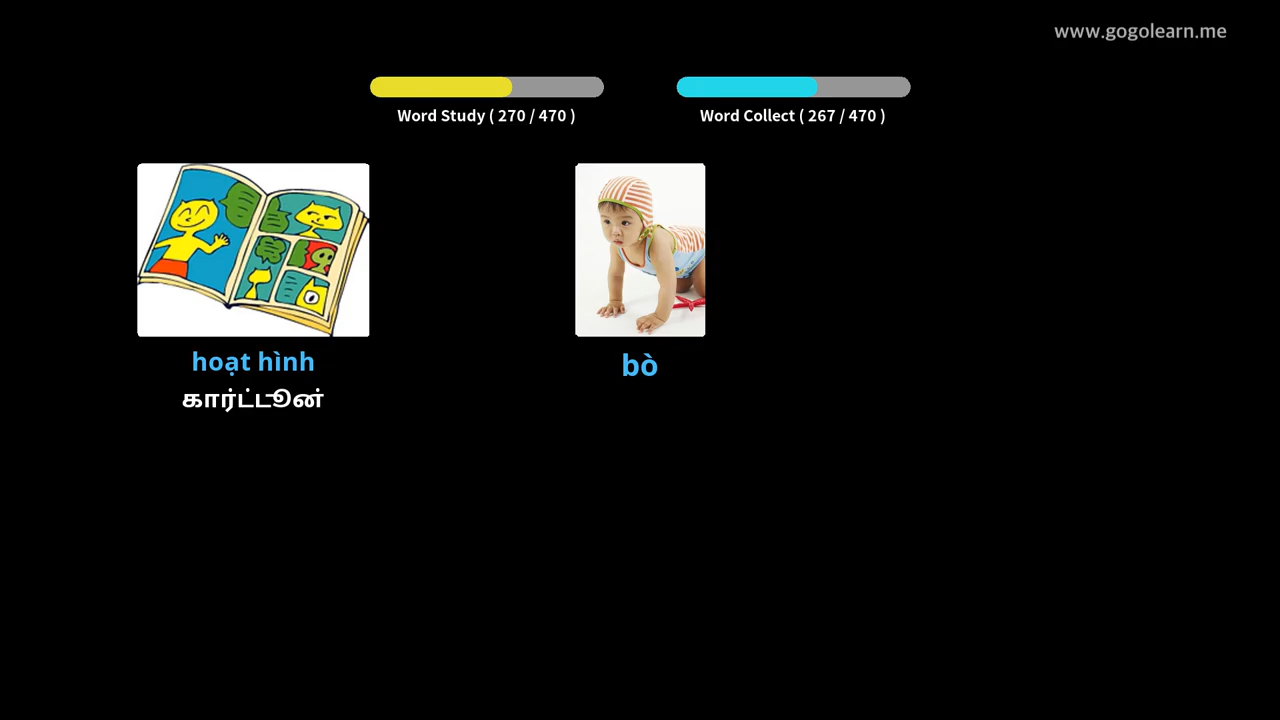 www.gogolearn.me
Word Study ( 270 / 470 )
Word Collect ( 267 / 470 )
hoạt hình
கார்ட்டூன்
bò